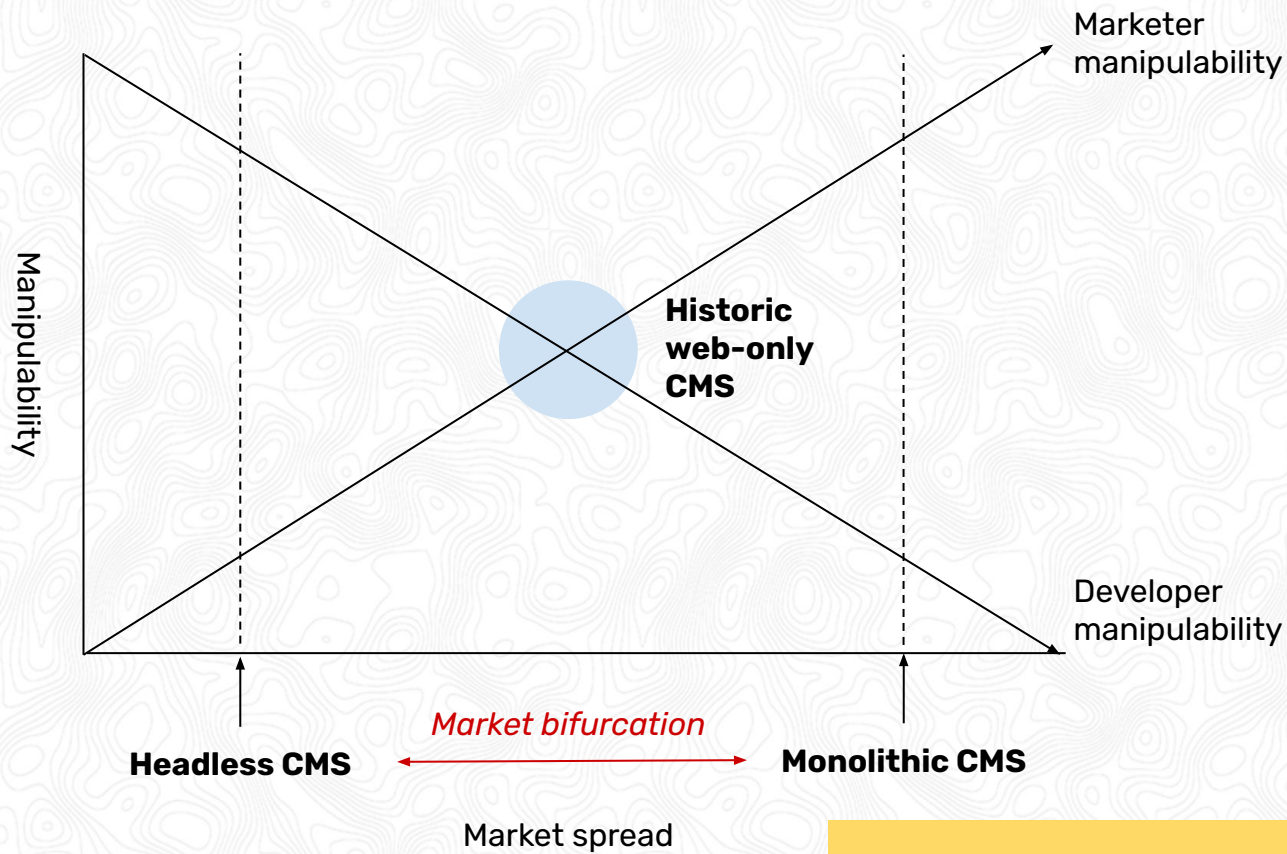 Marketer
manipulability
Manipulability
Historic
web-only
CMS
Developer
manipulability
Market bifurcation
Headless CMS
Monolithic CMS
Market spread